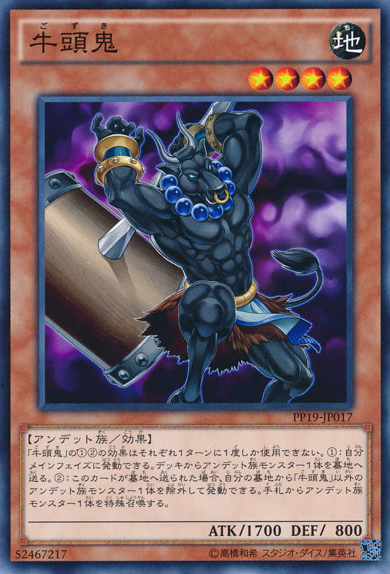 ごずき
牛頭鬼
ち
地
PP19-JP017
【アンデット族／効果】
「牛頭鬼」の①②の効果はそれぞれ1ターンに1度しか使用できない。①：自分
メインフェイズに発動できる。デッキからアンデット族モンスター1体を墓地へ
送る。②：このカードが墓地へ送られた場合、自分の墓地から「牛頭鬼」以外の
アンデット族モンスター1体を除外して発動できる。手札からアンデット族モン
スター1体を特殊召喚する。
ATK/1700 DEF/ 800
52467217
©高橋和希 スタジオ・ダイス/集英社